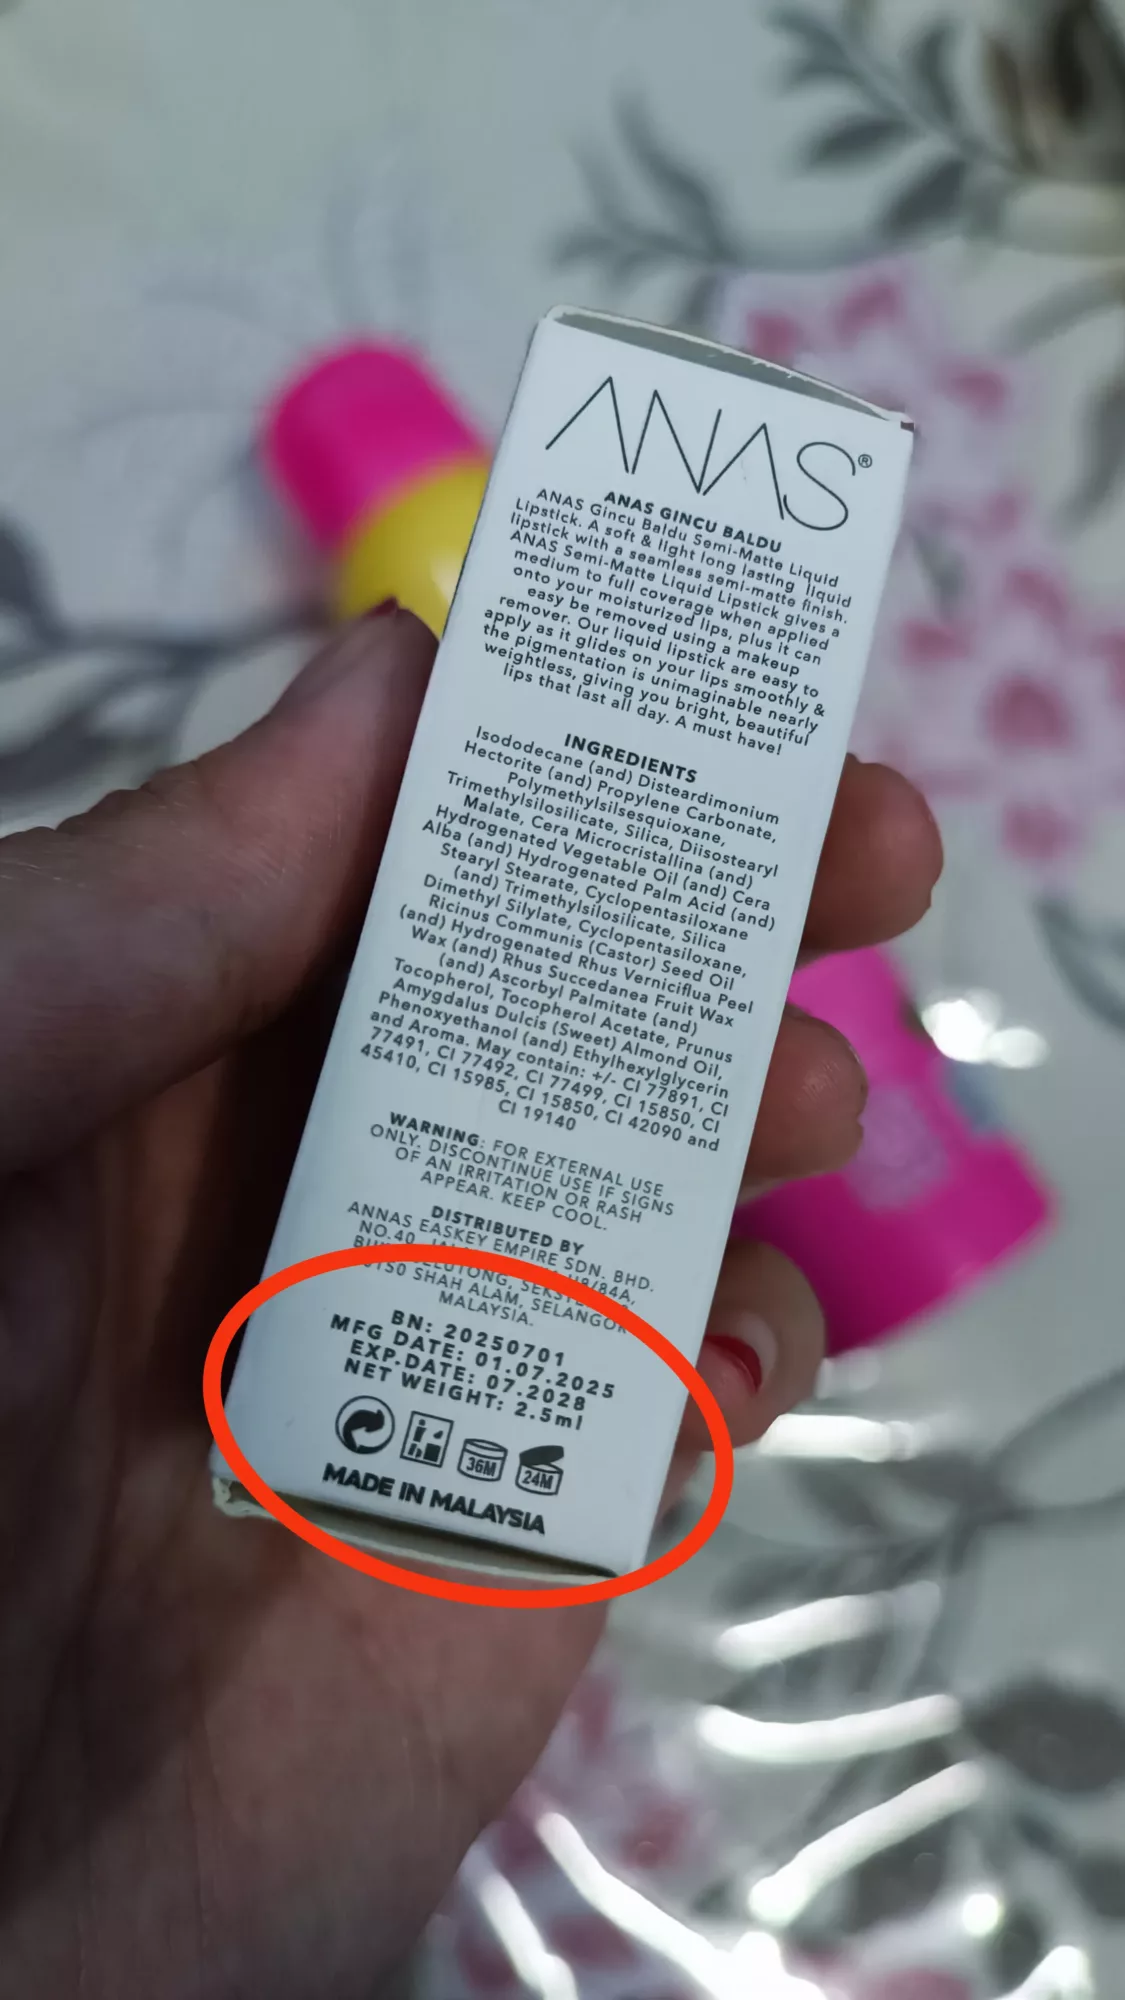 ANAS®
ANAS GINCU BALDU
ANAS Gincu Baldu Semi-Matte Liquid
Lipstick. A soft & light long lasting liquid
lipstick with a seamless semi-matte finish.
ANAS Semi-Matte Liquid Lipstick gives a
medium to full coverage when applied
onto your moisturized lips, plus it can
easy be removed using a makeup
remover. Our liquid lipstick are easy to
apply as it glides on your lips smoothly &
the pigmentation is unimaginable nearly
weightless, giving you bright, beautiful
lips that last all day. A must have!
INGREDIENTS
Isododecane (and) Disteardimonium
Hectorite (and) Propylene Carbonate,
Polymethylsilsesquioxane,
Trimethylsilosilicate, Silica, Diisostearyl
Malate, Cera Microcristallina (and)
Hydrogenated Vegetable Oil (and) Cera
Alba (and) Hydrogenated Palm Acid (and)
Stearyl Stearate, Cyclopentasiloxane
(and) Trimethylsilosilicate, Silica
Dimethyl Silylate, Cyclopentasiloxane,
Ricinus Communis (Castor) Seed Oil
(and) Hydrogenated Rhus Verniciflua Peel
Wax (and) Rhus Succedanea Fruit Wax
(and) Ascorbyl Palmitate (and)
Tocopherol, Tocopherol Acetate, Prunus
Amygdalus Dulcis (Sweet) Almond Oil,
Phenoxyethanol (and) Ethylhexylglycerin
and Aroma. May contain: +/- CI 77891, CI
77491, CI 77492, CI 77499, CI 15850, CI
45410, CI 15985, CI 15850, CI 42090 and
CI 19140
WARNING: FOR EXTERNAL USE
ONLY. DISCONTINUE USE IF SIGNS
OF AN IRRITATION OR RASH
APPEAR. KEEP COOL.
DISTRIBUTED BY
ANNAS EASKEY EMPIRE SDN. BHD.
NO.40
SHAH ALAM, SELANGOR
MALAYSIA.
BN: 20250701
MFG DATE: 01.07.2025
EXP-DATE: 07.2028
NET WEIGHT: 2.5ml
36M 24M
MADE IN MALAYSIA